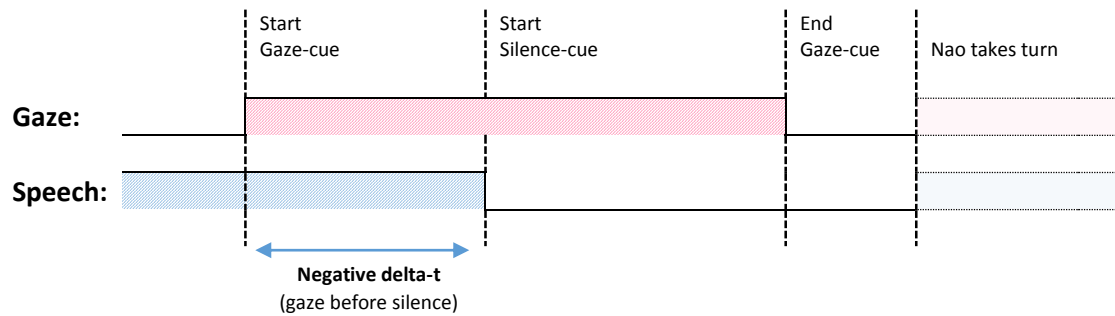 Start
Gaze-cue
Start
Silence-cue
End
Gaze-cue
Nao takes turn
Gaze:
Speech:
Negative delta-t
(gaze before silence)